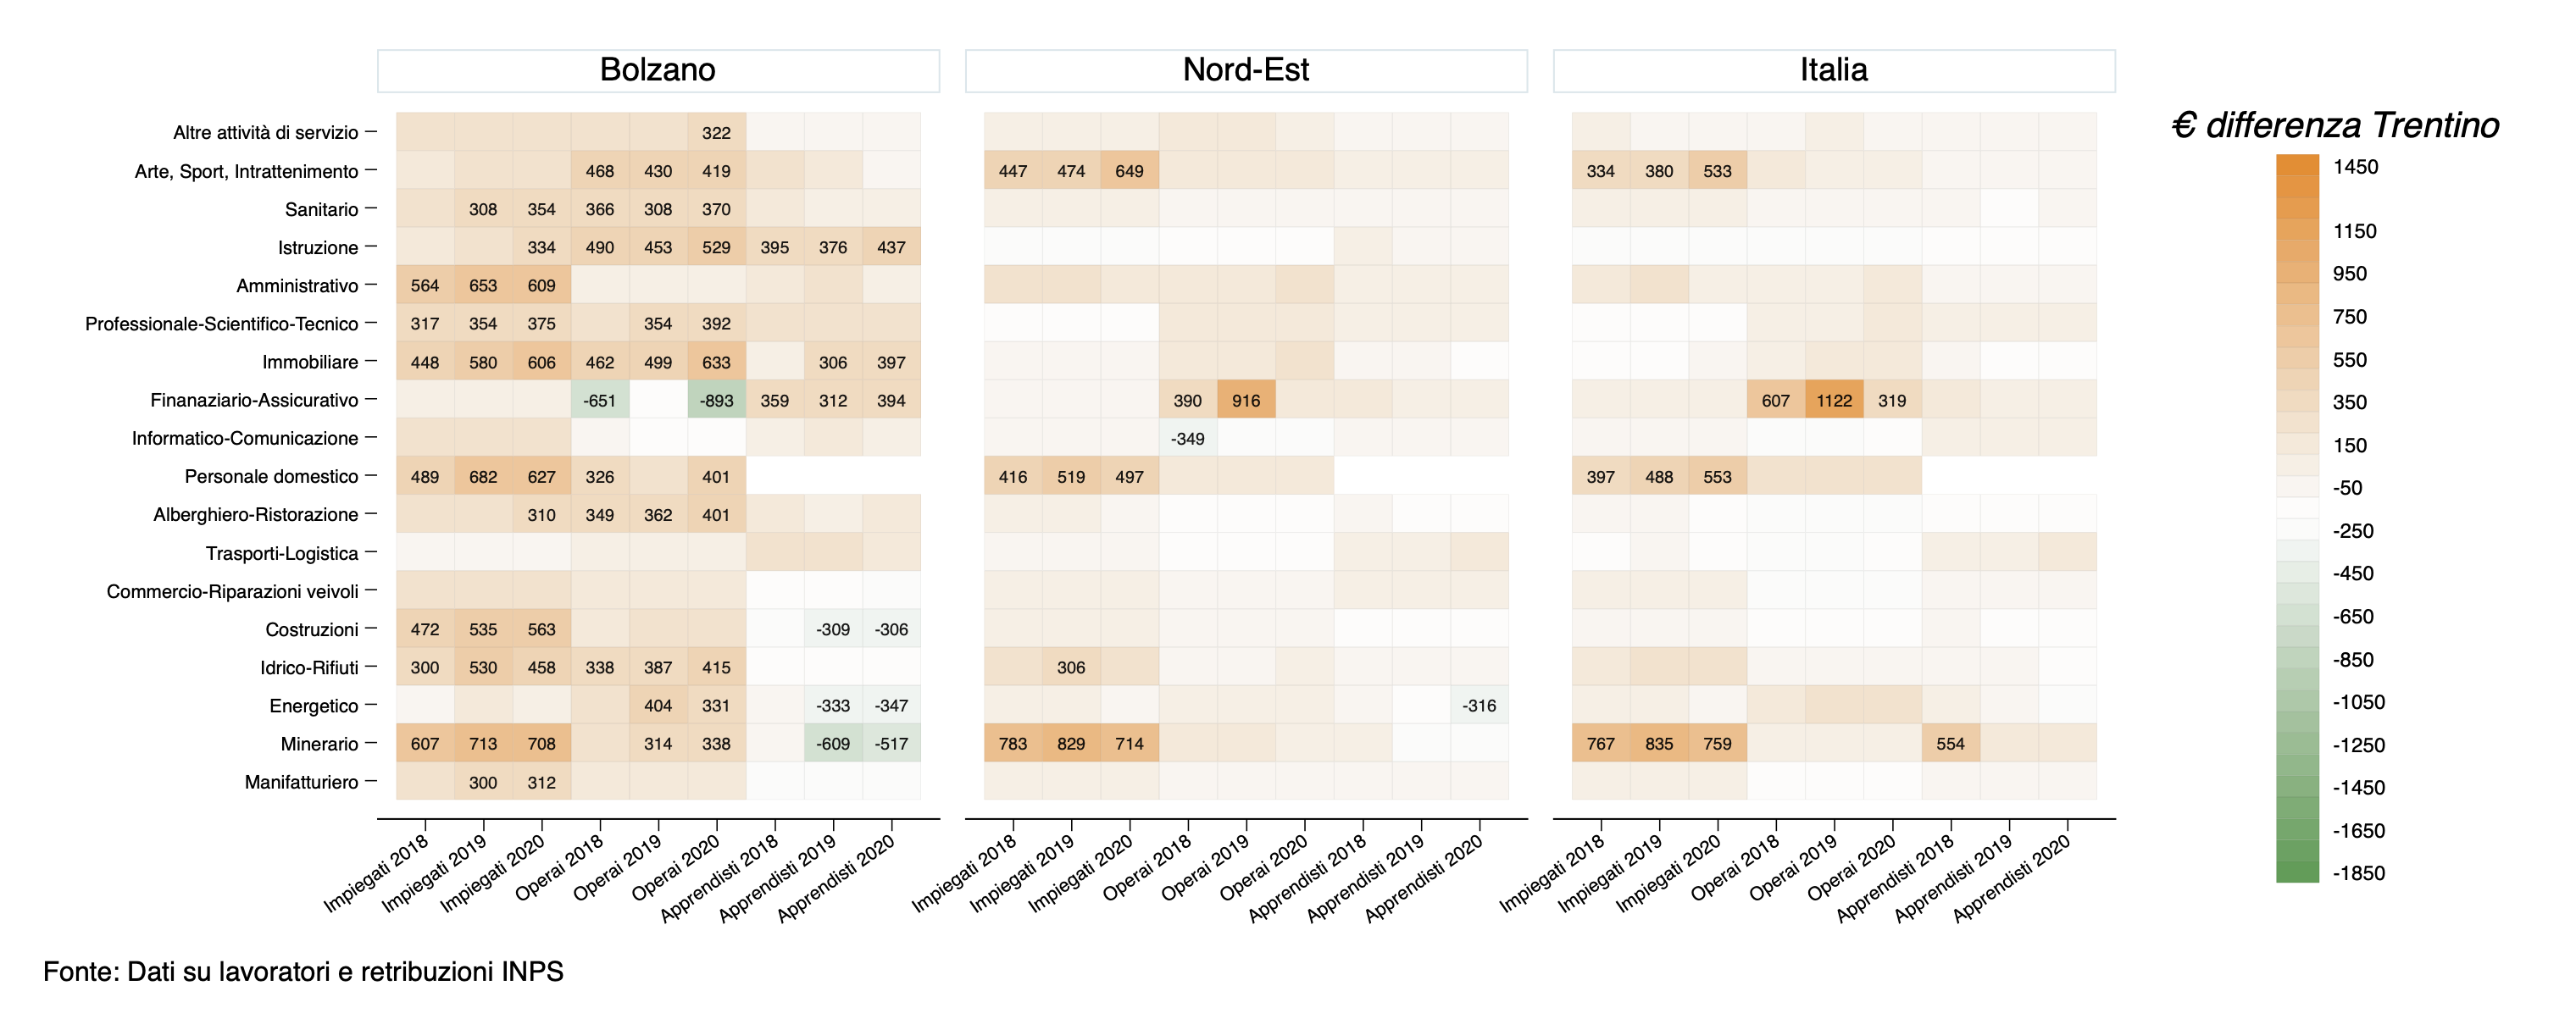 Bolzano Nord-Est Italia
€ differenza Trentino
Altre attività di servizio 322
Arte, Sport, Intrattenimento 468 430 419 447 474 649 334 380 533
Sanitario 308 354 366 308 370
Istruzione 334 490 453 529 395 376 437
Amministrativo 564 653 609
Professionale-Scientifico-Tecnico 317 354 375 354 392
Immobiliare 448 580 606 462 499 633 306 397
Finanaziario-Assicurativo -651 -893 359 312 394 390 916 607 1122 319
Informatico-Comunicazione -349
Personale domestico 489 682 627 326 401 416 519 497 397 488 553
Alberghiero-Ristorazione 310 349 362 401
Trasporti-Logistica
Commercio-Riparazioni veivoli
Costruzioni 472 535 563 -309 -306
Idrico-Rifiuti 300 530 458 338 387 415 306
Energetico 404 331 -333 -347 -316
Minerario 607 713 708 314 338 -609 -517 783 829 714 767 835 759 554
Manifatturiero 300 312
Impiegati 2018 Impiegati 2019 Impiegati 2020 Operai 2018 Operai 2019 Operai 2020 Apprendisti 2018 Apprendisti 2019 Apprendisti 2020
Impiegati 2018 Impiegati 2019 Impiegati 2020 Operai 2018 Operai 2019 Operai 2020 Apprendisti 2018 Apprendisti 2019 Apprendisti 2020
Impiegati 2018 Impiegati 2019 Impiegati 2020 Operai 2018 Operai 2019 Operai 2020 Apprendisti 2018 Apprendisti 2019 Apprendisti 2020
1450
1150
950
750
550
350
150
-50
-250
-450
-650
-850
-1050
-1250
-1450
-1650
-1850
Fonte: Dati su lavoratori e retribuzioni INPS